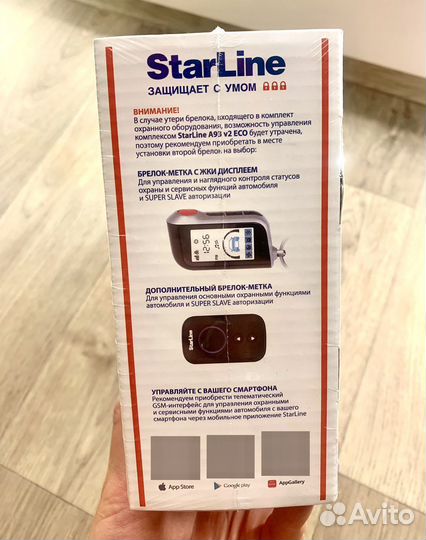 StarLine
ЗАЩИЩАЕТ С УМОМ
ВНИМАНИЕ!
В случае утери брелока, входящего в комплект
охранного оборудования, возможность управления
комплексом StarLine A93 v2 ECO будет утрачена,
поэтому рекомендуем приобретать в месте
установки второй брелок на выбор:
БРЕЛОК-МЕТКА С ЖКИ ДИСПЛЕЕМ
Для управления и наглядного контроля статусов
охраны и сервисных функций автомобиля
и SUPER SLAVE авторизации
12:56
ДОПОЛНИТЕЛЬНЫЙ БРЕЛОК-МЕТКА
Для управления основными охранными функциями
автомобиля и SUPER SLAVE авторизации
StarLine
УПРАВЛЯЙТЕ С ВАШЕГО СМАРТФОНА
Рекомендуем приобрести телематический
GSM-интерфейс для управления охранными
и сервисными функциями автомобиля с вашего
смартфона через мобильное приложение StarLine
App Store
Google play
AppGallery
Avito